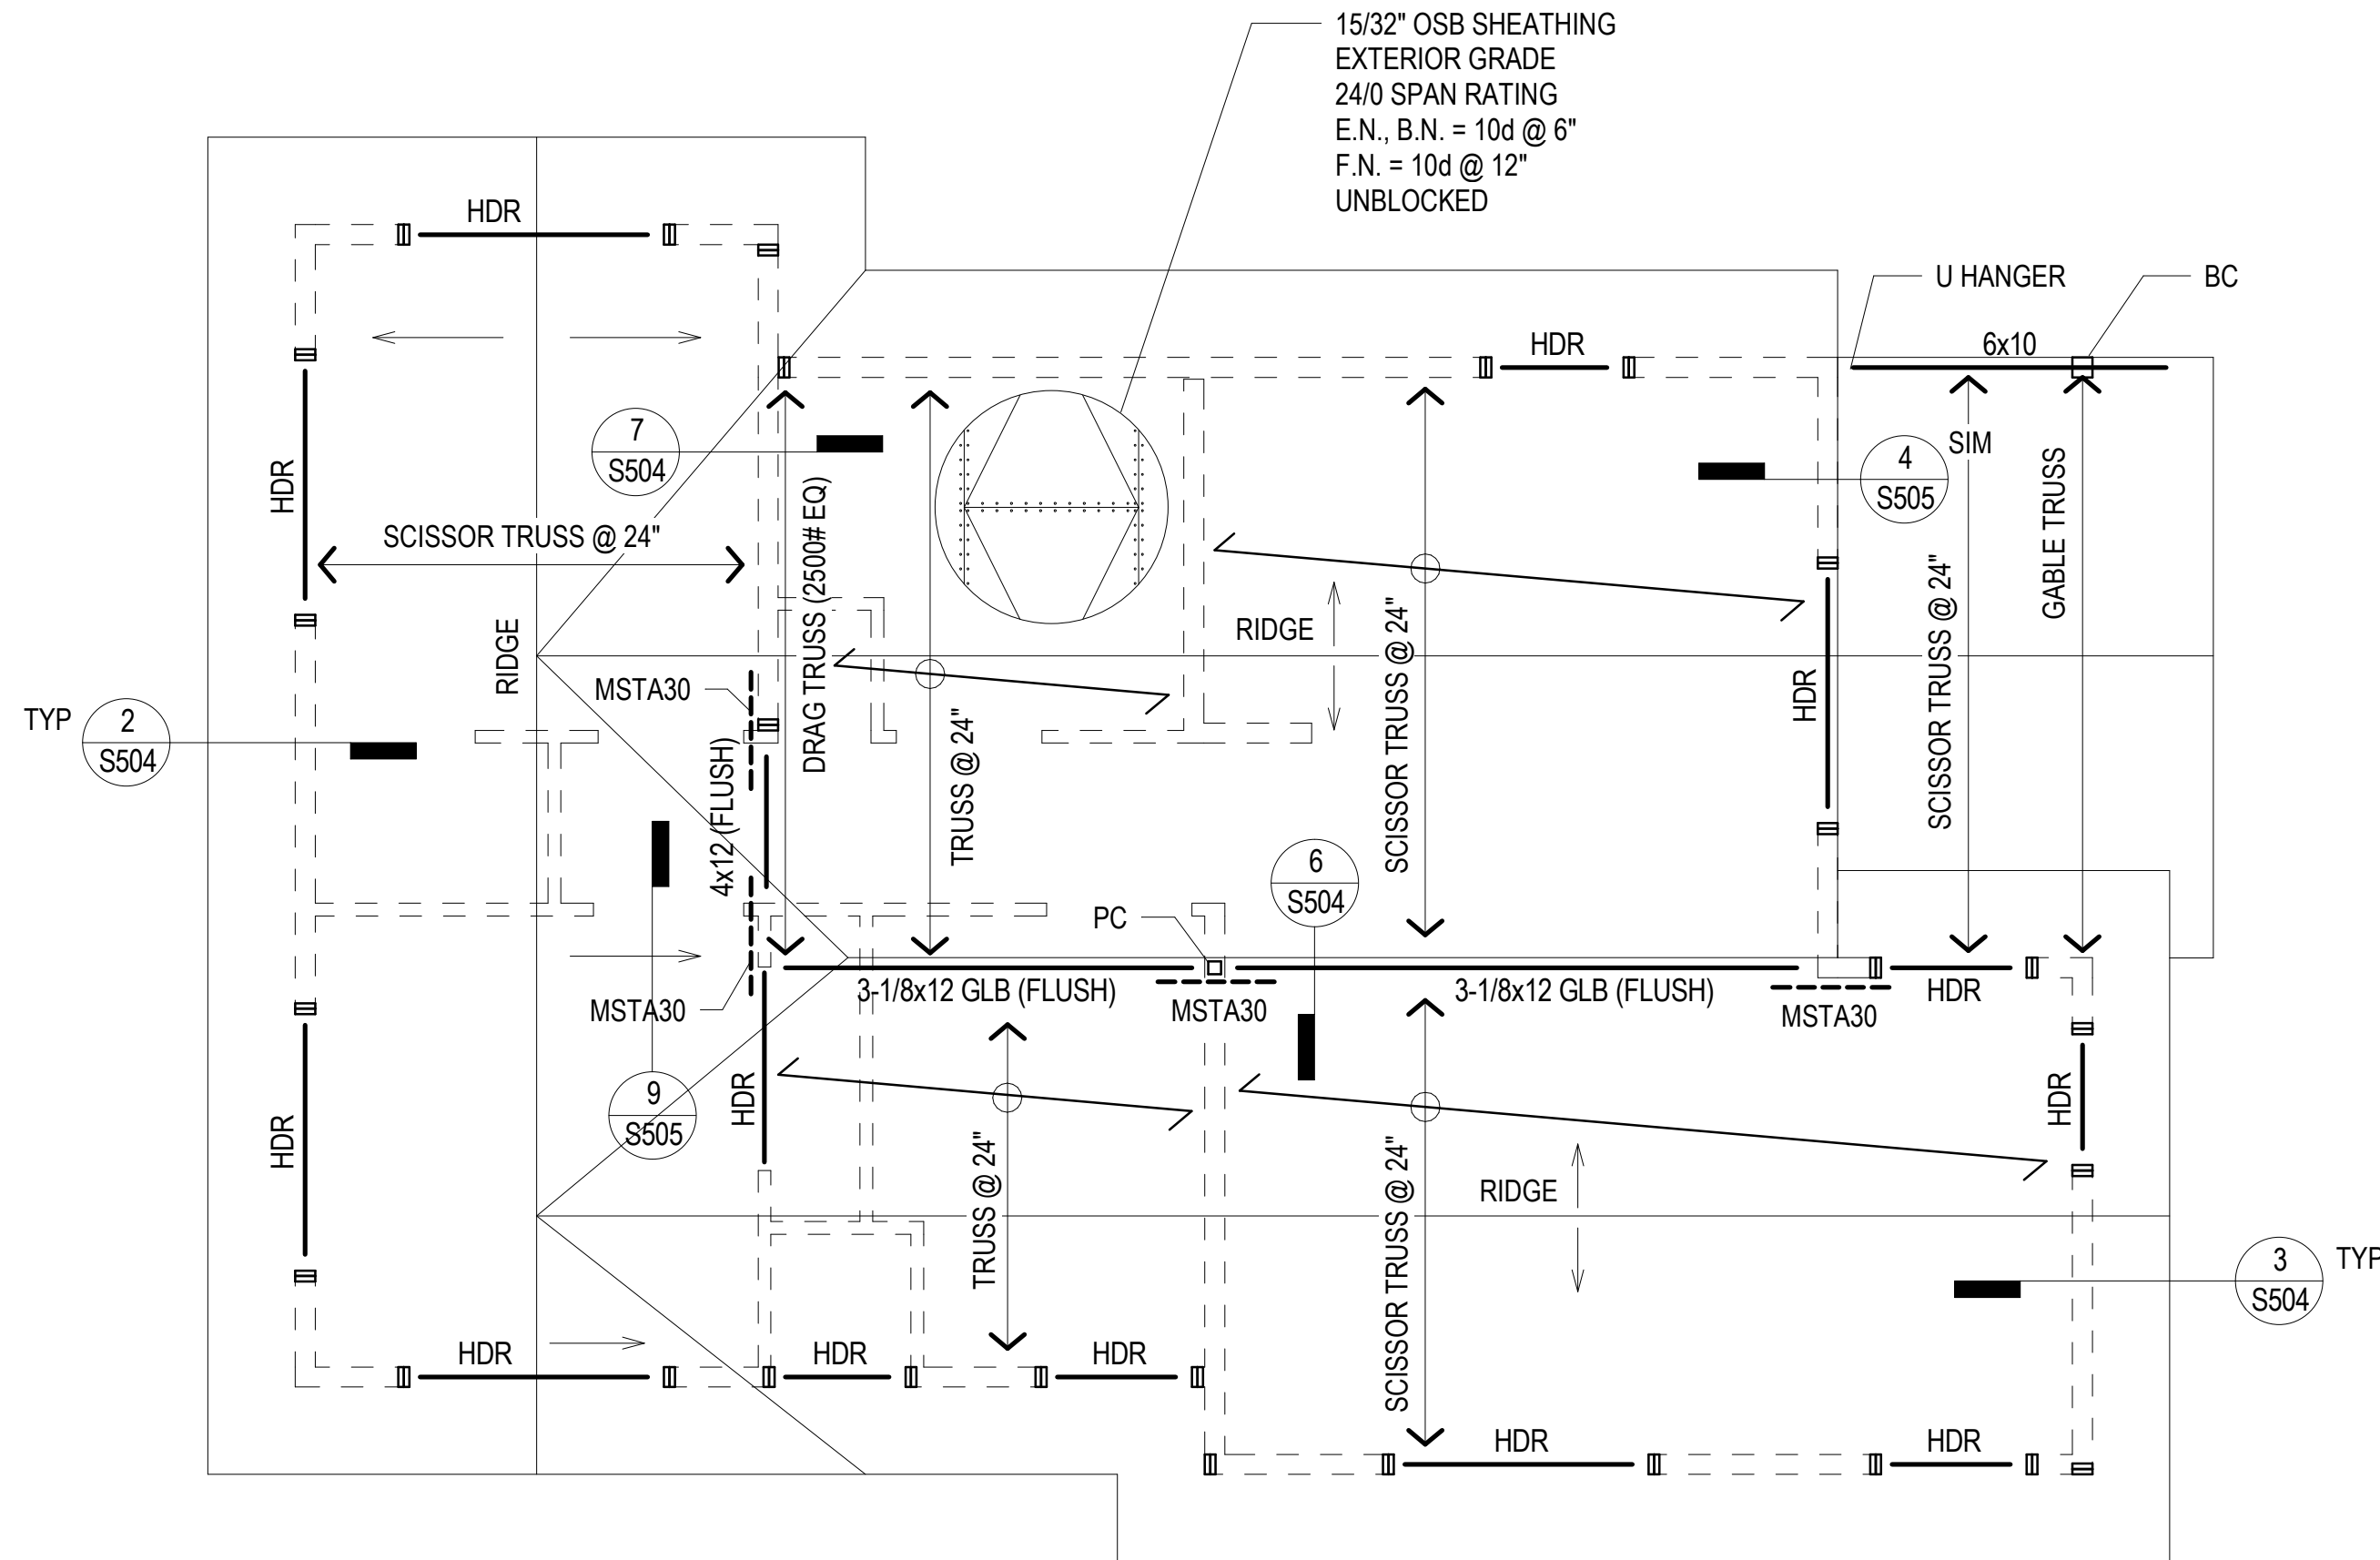 15/32" OSB SHEATHING
EXTERIOR GRADE
24/0 SPAN RATING
E.N., B.N. = 10d @ 6"
F.N. = 10d @ 12"
UNBLOCKED
HDR
U HANGER
BC
HDR
6x10
7
S504
SIM
4
S505
HDR
SCISSOR TRUSS @ 24"
DRAG TRUSS (2500# EQ)
GABLE TRUSS
RIDGE
RIDGE
SCISSOR TRUSS @ 24"
SCISSOR TRUSS @ 24"
MSTA30
HDR
TYP
2
S504
4x12 (FLUSH)
TRUSS @ 24"
6
S504
PC
3-1/8x12 GLB (FLUSH)
3-1/8x12 GLB (FLUSH)
HDR
MSTA30
MSTA30
MSTA30
9
S505
HDR
HDR
HDR
TRUSS @ 24"
SCISSOR TRUSS @ 24"
RIDGE
3
S504
TYP
HDR
HDR
HDR
HDR
HDR